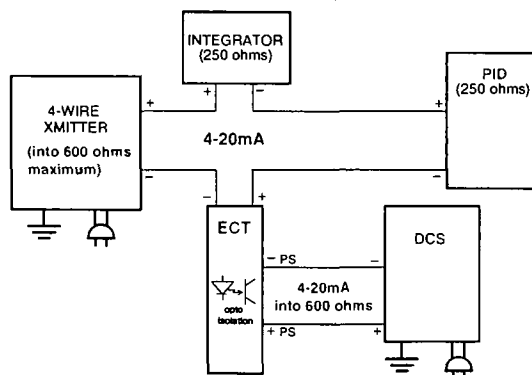 INTEGRATOR
(250 ohms)
+ −
4-WIRE
XMITTER
(into 600 ohms
maximum)
+
−
4-20mA
+
PID
(250 ohms)
− +
ECT
opto
isolation
− PS −
4-20mA
into 600 ohms
+ PS +
DCS